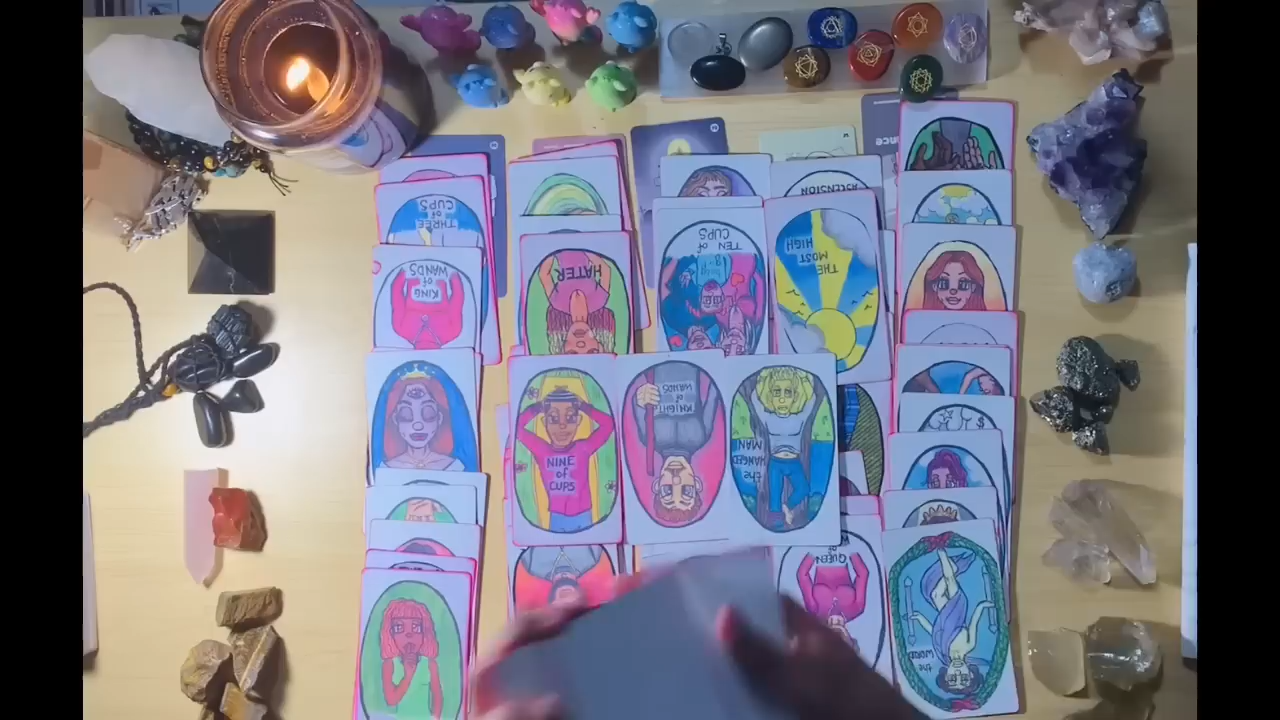 ASCENSION
THREE
of
CUPS
KING
of
WANDS
HATER
TEN OF
CUPS
THE MOST
HIGH
NINE
of
CUPS
KNIGHT
of
WANDS
the
HANGED
MAN
QUEEN
of
the
WORLD